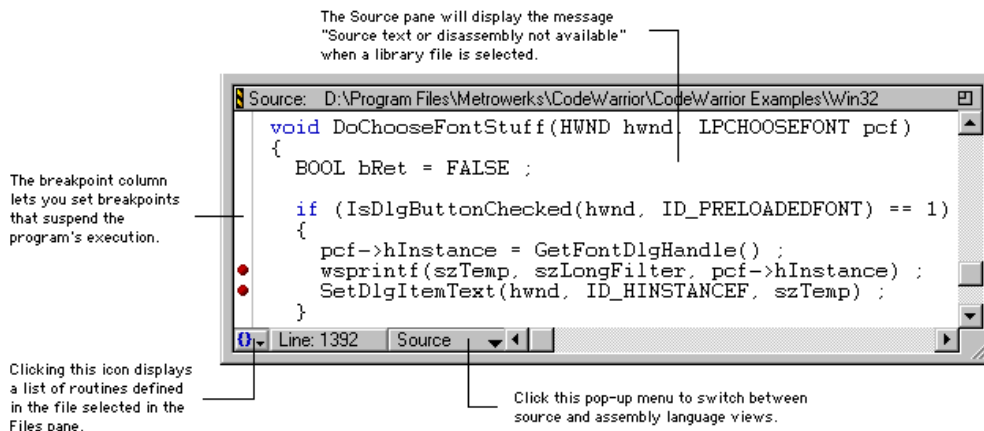 The Source pane will display the message
"Source text or disassembly not available"
when a library file is selected.
Source: D:\Program Files\Metrowerks\CodeWarrior\CodeWarrior Examples\Win32
void DoChooseFontStuff(HWND hwnd, LPCHOOSEFONT pcf)
{
BOOL bRet = FALSE ;
if (IsDlgButtonChecked(hwnd, ID_PRELOADEDFONT) == 1)
{
pcf->hInstance = GetFontDlgHandle() ;
wsprintf(szTemp, szLongFilter, pcf->hInstance) ;
SetDlgItemText(hwnd, ID_HINSTANCEF, szTemp) ;
}
The breakpoint column
lets you set breakpoints
that suspend the
program's execution.
{} Line: 1392 Source
Clicking this icon displays
a list of routines defined
in the file selected in the
Files pane.
Click this pop-up menu to switch between
source and assembly language views.